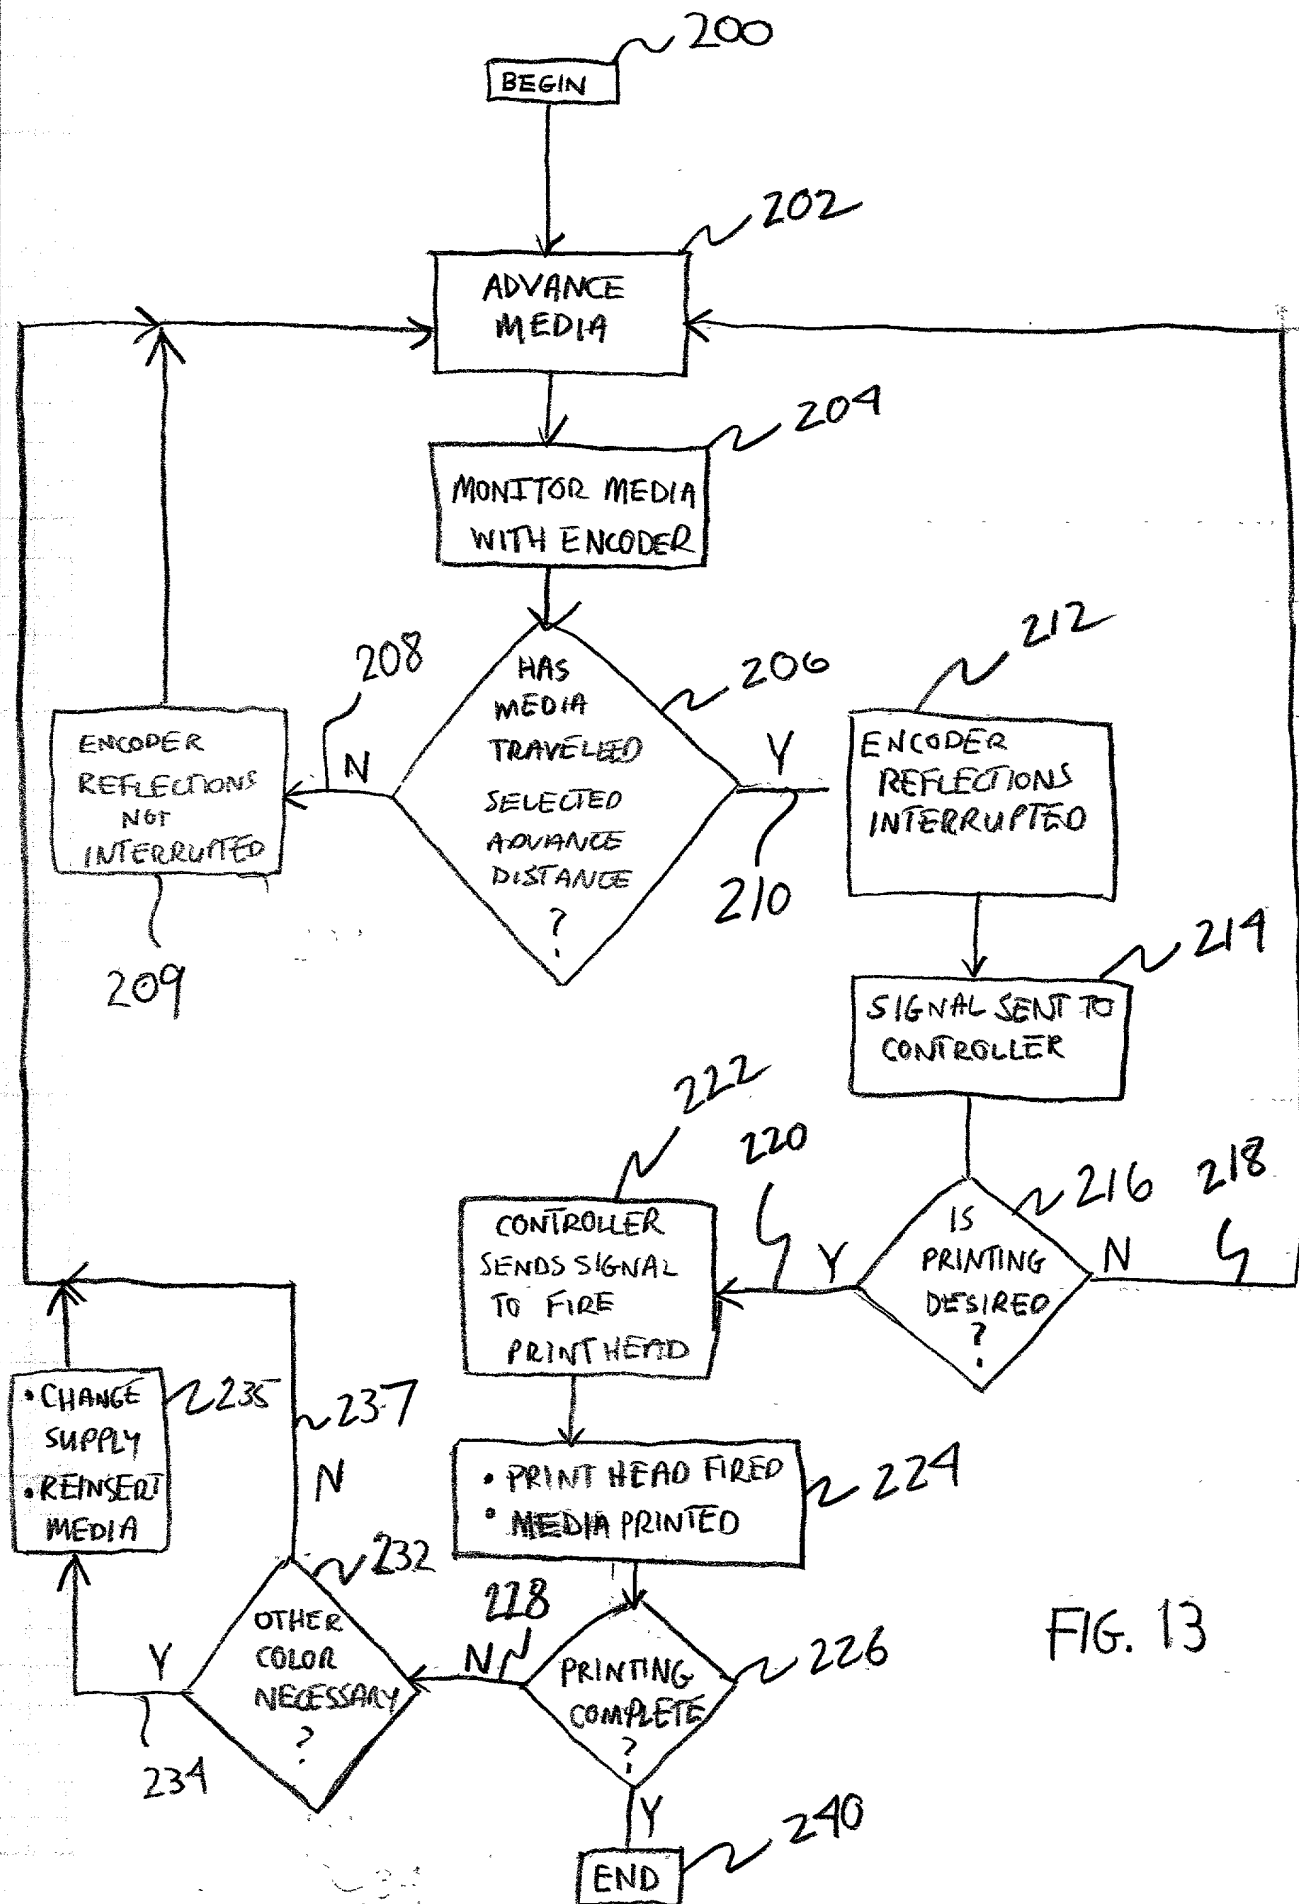 200
BEGIN
202
ADVANCE
MEDIA
204
MONITOR MEDIA
WITH ENCODER
206
HAS
MEDIA
TRAVELED
SELECTED
ADVANCE
DISTANCE
?
208
N
ENCODER
REFLECTIONS
NOT
INTERRUPTED
209
Y
210
212
ENCODER
REFLECTIONS
INTERRUPTED
214
SIGNAL SENT TO
CONTROLLER
216
IS
PRINTING
DESIRED
?
N
218
Y
220
222
CONTROLLER
SENDS SIGNAL
TO FIRE
PRINT HEAD
224
• PRINT HEAD FIRED
• MEDIA PRINTED
226
PRINTING
COMPLETE
?
N
228
232
OTHER
COLOR
NECESSARY
?
N
237
Y
234
235
• CHANGE
SUPPLY
• REINSERT
MEDIA
Y
240
END
FIG. 13